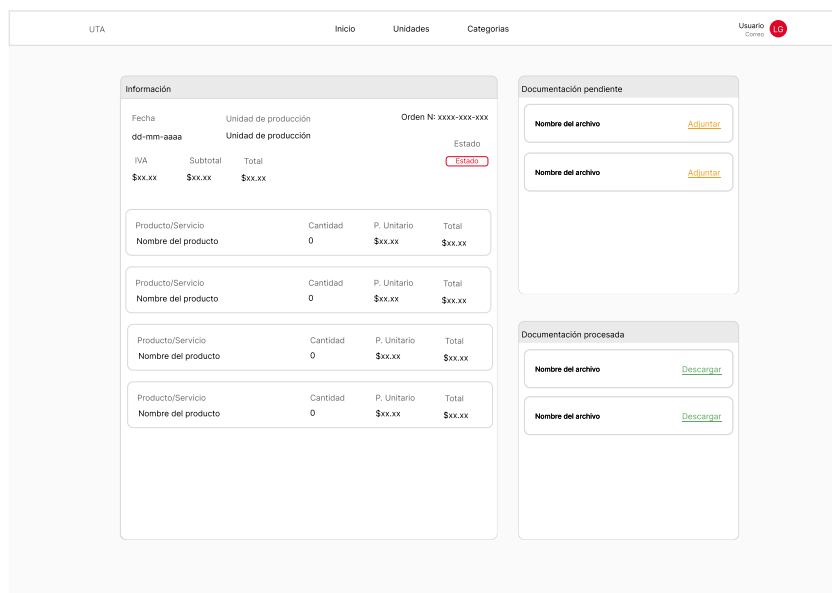 UTA
Inicio Unidades Categorias
Usuario
Correo
LG
Información
Fecha Unidad de producción Orden N: xxxx-xxx-xxx
dd-mm-aaaa Unidad de producción
Estado
Estado
IVA Subtotal Total
$xx.xx $xx.xx $xx.xx
Producto/Servicio Cantidad P. Unitario Total
Nombre del producto 0 $xx.xx $xx.xx
Producto/Servicio Cantidad P. Unitario Total
Nombre del producto 0 $xx.xx $xx.xx
Producto/Servicio Cantidad P. Unitario Total
Nombre del producto 0 $xx.xx $xx.xx
Producto/Servicio Cantidad P. Unitario Total
Nombre del producto 0 $xx.xx $xx.xx
Documentación pendiente
Nombre del archivo Adjuntar
Nombre del archivo Adjuntar
Documentación procesada
Nombre del archivo Descargar
Nombre del archivo Descargar